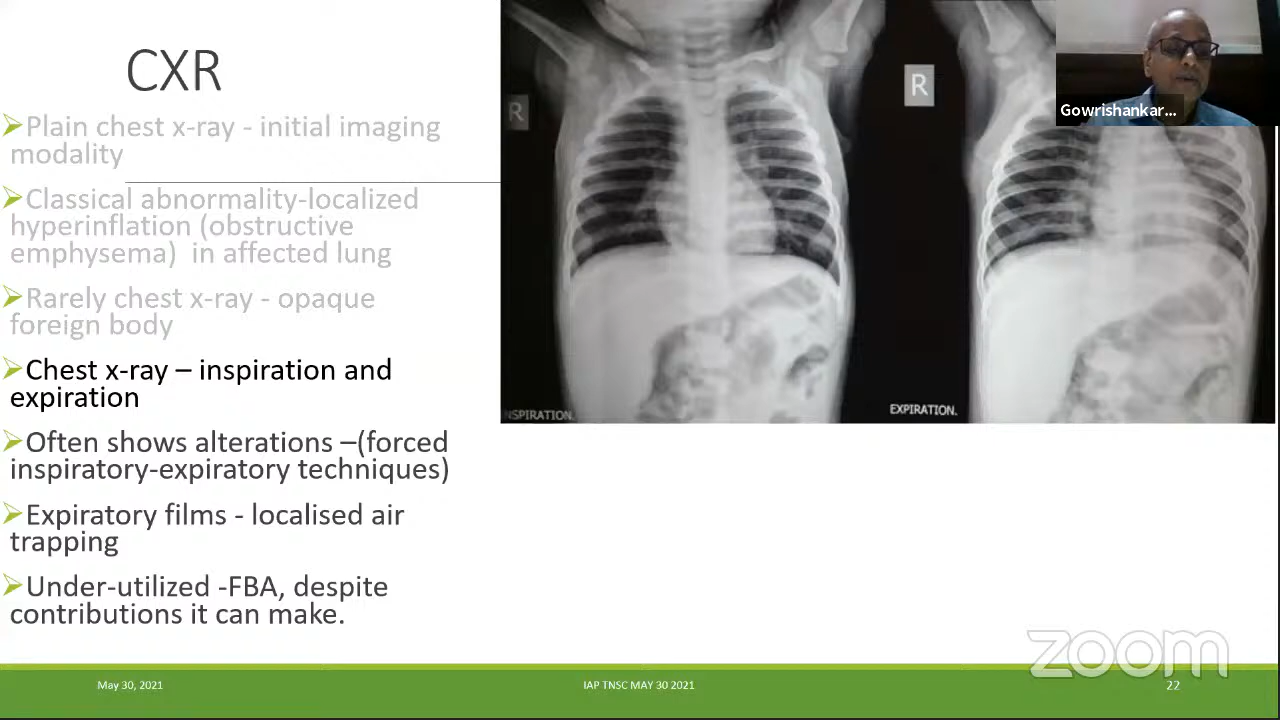 CXR
Plain chest x-ray - initial imaging
modality
Classical abnormality-localized
hyperinflation (obstructive
emphysema) in affected lung
Rarely chest x-ray - opaque
foreign body
Chest x-ray – inspiration and
expiration
Often shows alterations –(forced
inspiratory-expiratory techniques)
Expiratory films - localised air
trapping
Under-utilized -FBA, despite
contributions it can make.
R
INSPIRATION.
R
EXPIRATION.
Gowrishankar...
zoom
May 30, 2021
IAP TNSC MAY 30 2021
22